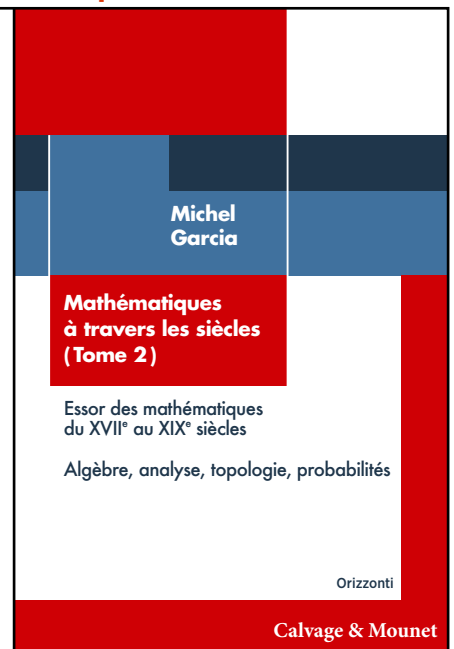 Michel
Garcia
Mathématiques
à travers les siècles
(Tome 2)
Essor des mathématiques
du XVIIᵉ au XIXᵉ siècles
Algèbre, analyse, topologie, probabilités
Orizzonti
Calvage & Mounet